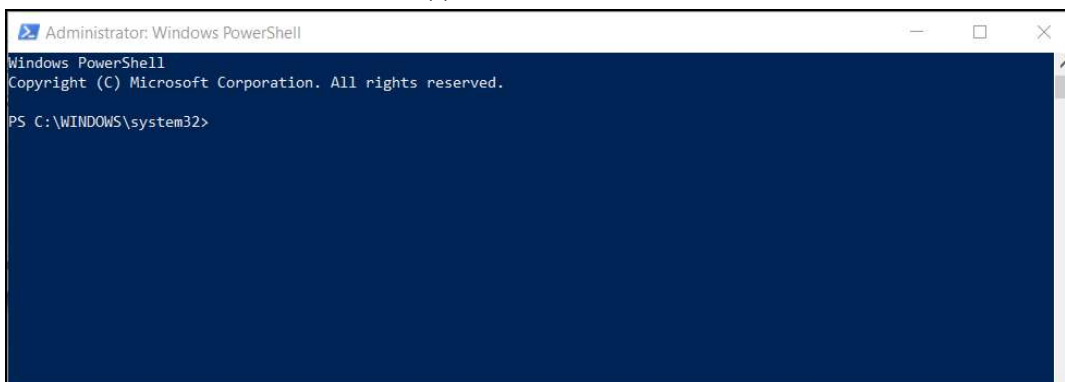 Administrator: Windows PowerShell
Windows PowerShell
Copyright (C) Microsoft Corporation. All rights reserved.
PS C:\WINDOWS\system32>